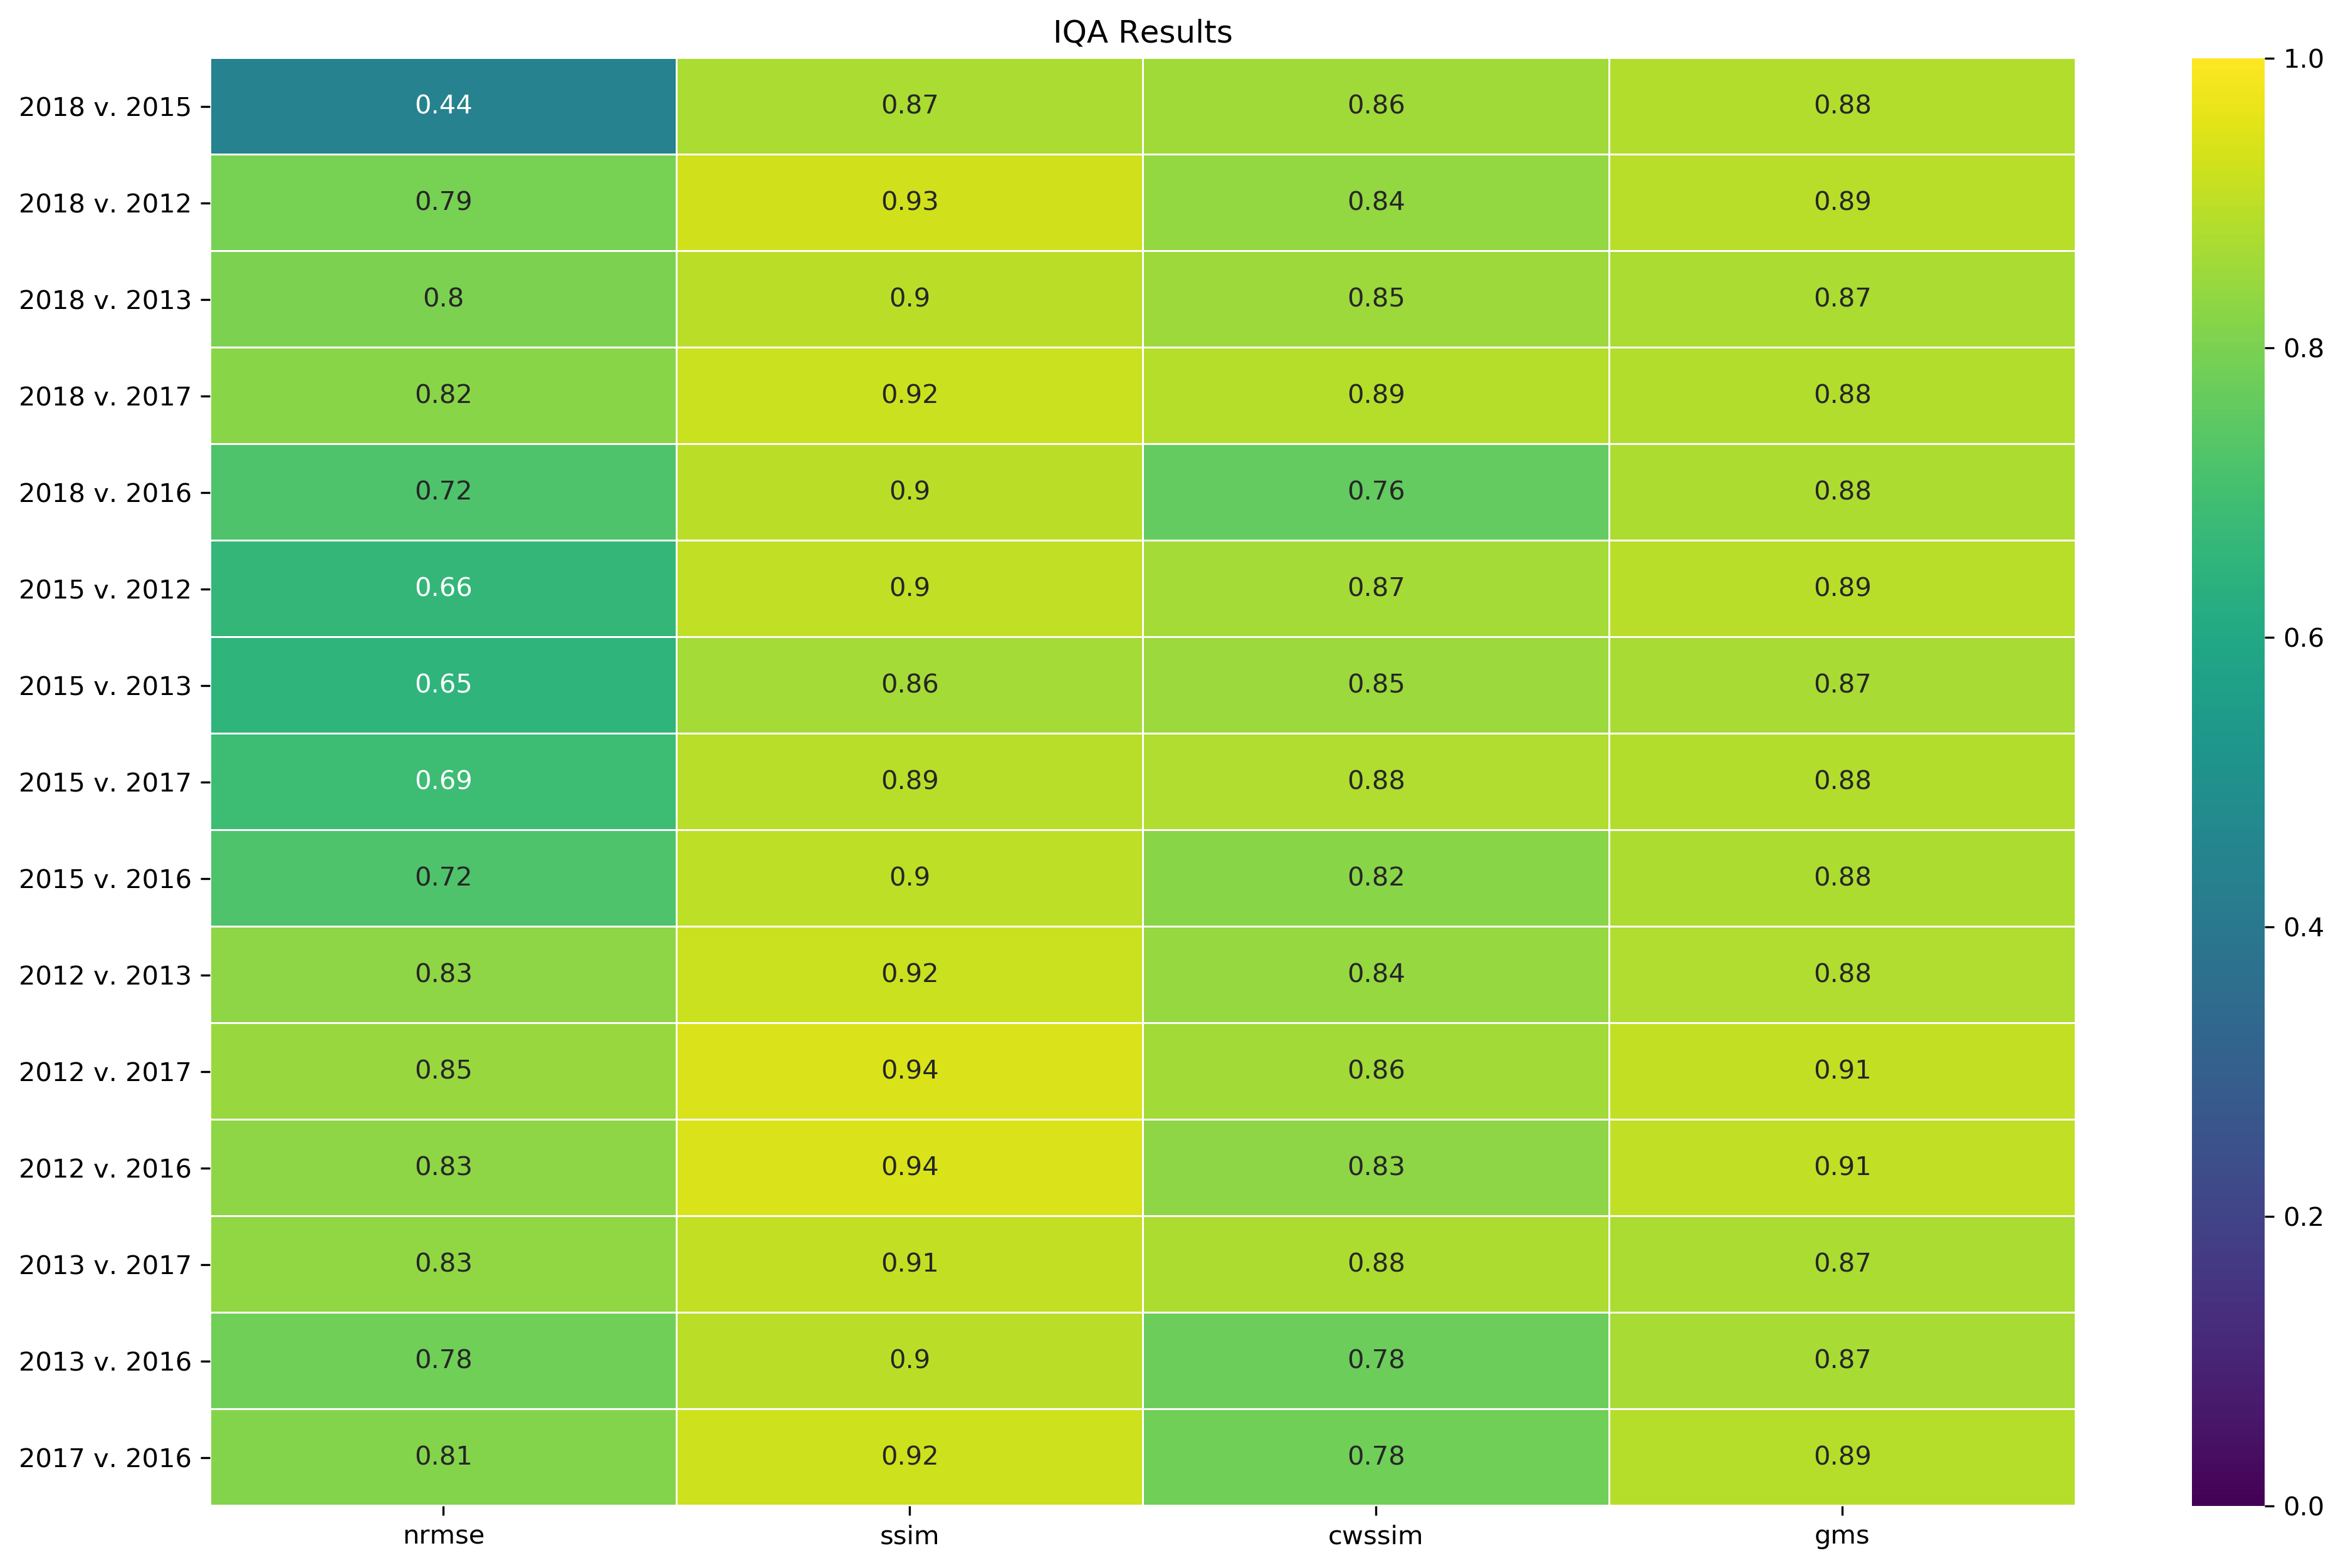 IQA Results
2018 v. 2015 0.44 0.87 0.86 0.88
2018 v. 2012 0.79 0.93 0.84 0.89
2018 v. 2013 0.8 0.9 0.85 0.87
2018 v. 2017 0.82 0.92 0.89 0.88
2018 v. 2016 0.72 0.9 0.76 0.88
2015 v. 2012 0.66 0.9 0.87 0.89
2015 v. 2013 0.65 0.86 0.85 0.87
2015 v. 2017 0.69 0.89 0.88 0.88
2015 v. 2016 0.72 0.9 0.82 0.88
2012 v. 2013 0.83 0.92 0.84 0.88
2012 v. 2017 0.85 0.94 0.86 0.91
2012 v. 2016 0.83 0.94 0.83 0.91
2013 v. 2017 0.83 0.91 0.88 0.87
2013 v. 2016 0.78 0.9 0.78 0.87
2017 v. 2016 0.81 0.92 0.78 0.89
nrmse ssim cwssim gms
1.0
0.8
0.6
0.4
0.2
0.0